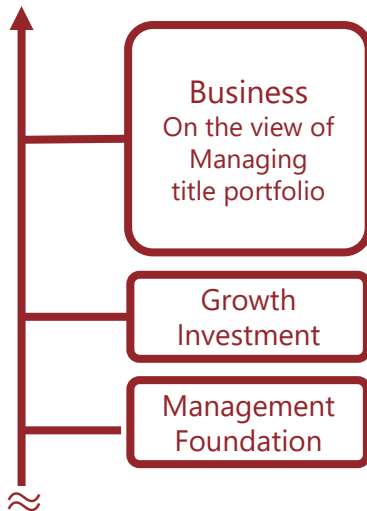 Business
On the view of
Managing
title portfolio
Growth
Investment
Management
Foundation